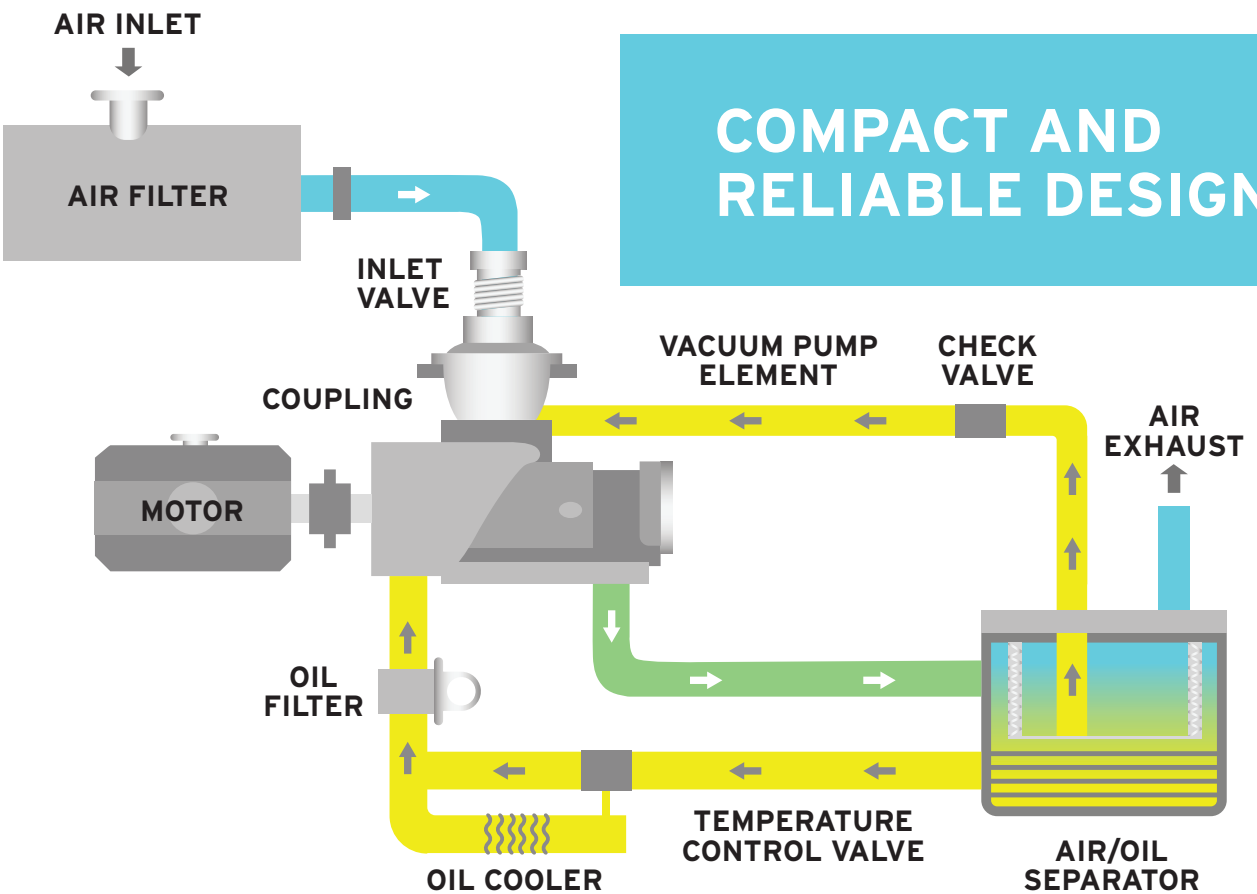 AIR INLET
COMPACT AND
RELIABLE DESIGN
AIR FILTER
INLET
VALVE
VACUUM PUMP
ELEMENT
CHECK
VALVE
COUPLING
AIR
EXHAUST
MOTOR
OIL
FILTER
TEMPERATURE
CONTROL VALVE
OIL COOLER
AIR/OIL
SEPARATOR